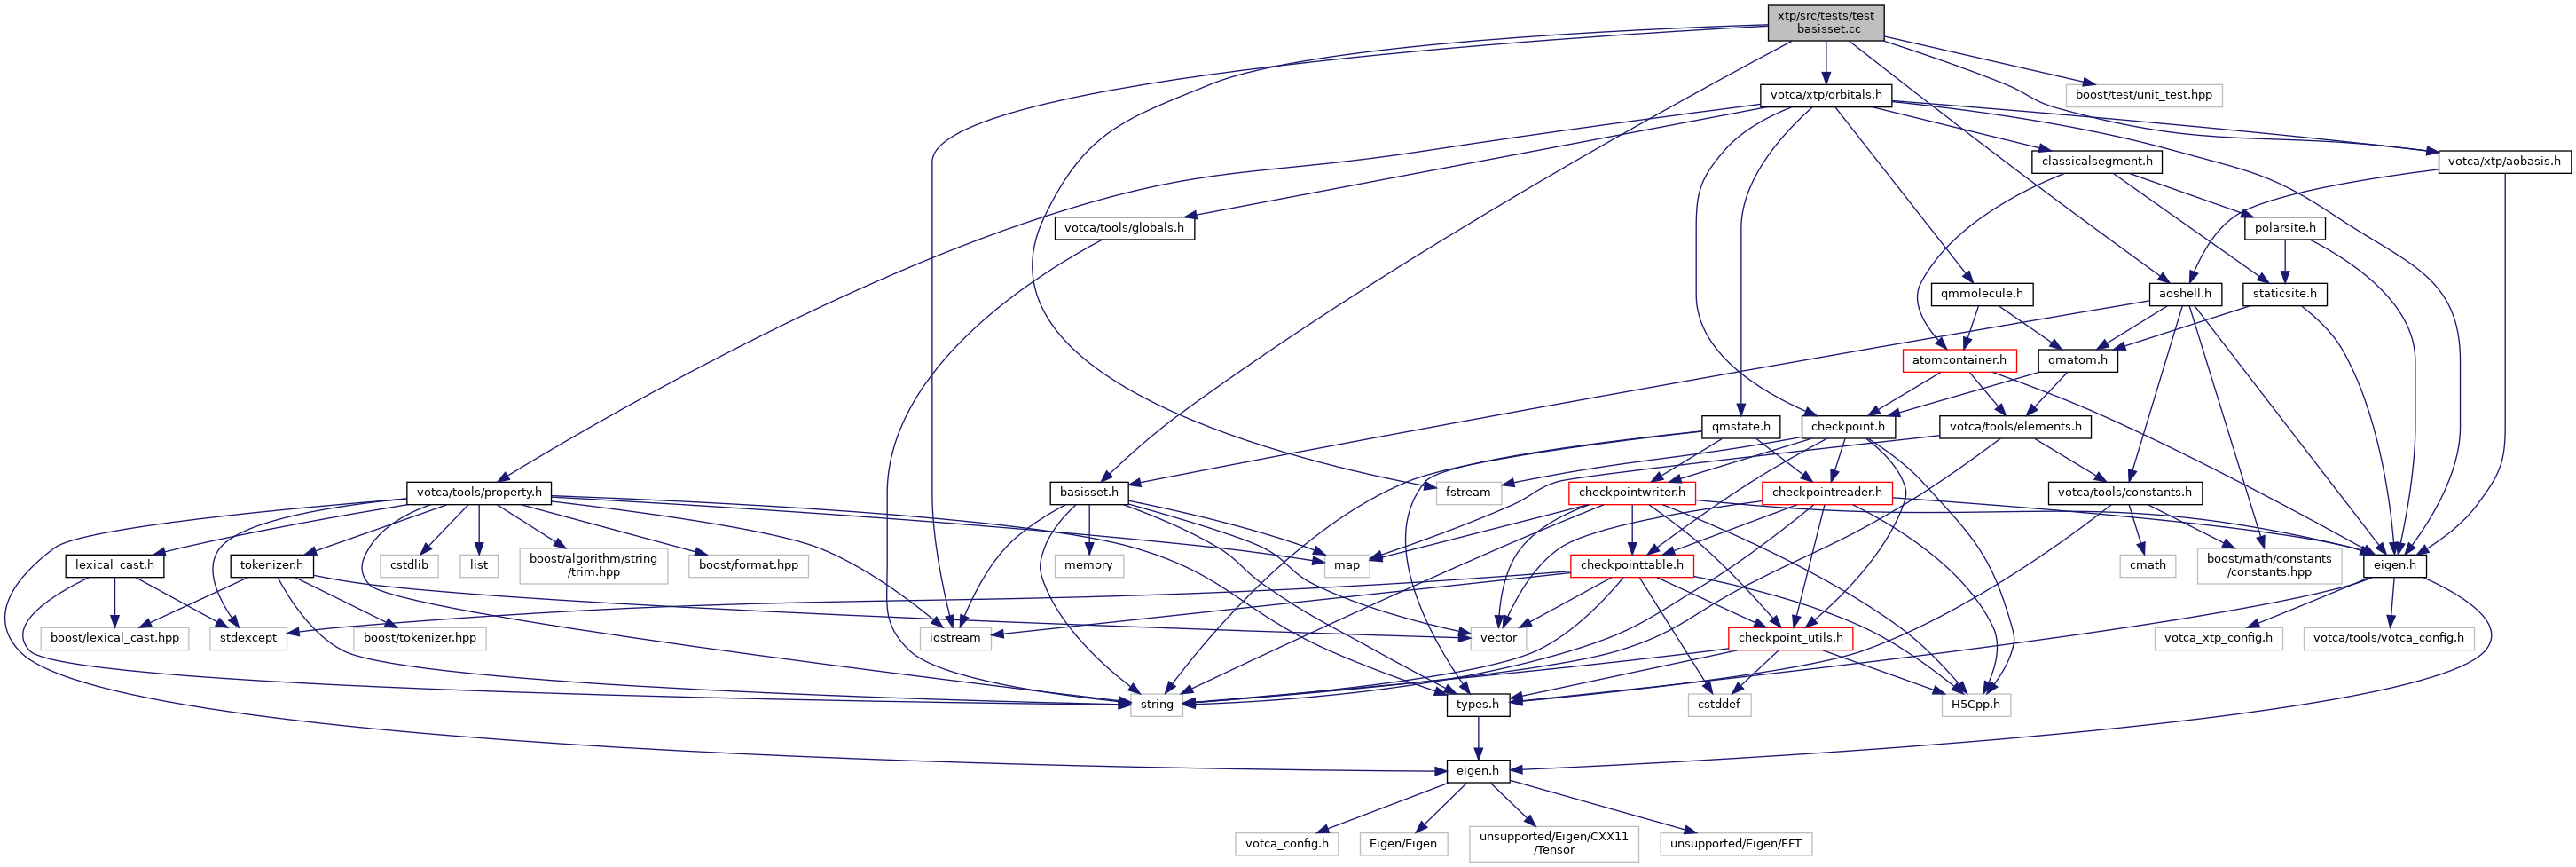 xtp/src/tests/test
_basisset.cc
votca/xtp/orbitals.h
boost/test/unit_test.hpp
classicalsegment.h
votca/xtp/aobasis.h
votca/tools/globals.h
polarsite.h
qmmolecule.h
aoshell.h
staticsite.h
atomcontainer.h
qmatom.h
qmstate.h
checkpoint.h
votca/tools/elements.h
votca/tools/property.h
basisset.h
fstream
checkpointwriter.h
checkpointreader.h
votca/tools/constants.h
lexical_cast.h
tokenizer.h
cstdlib
list
boost/algorithm/string
/trim.hpp
boost/format.hpp
memory
map
checkpointtable.h
cmath
boost/math/constants
/constants.hpp
eigen.h
boost/lexical_cast.hpp
stdexcept
boost/tokenizer.hpp
iostream
vector
checkpoint_utils.h
votca_xtp_config.h
votca/tools/votca_config.h
string
types.h
cstddef
H5Cpp.h
eigen.h
votca_config.h
Eigen/Eigen
unsupported/Eigen/CXX11
/Tensor
unsupported/Eigen/FFT